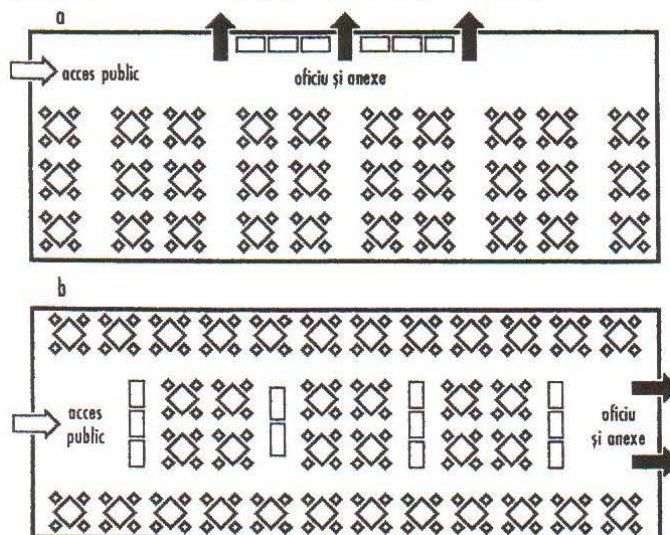 a
acces public
oficiu și anexe
b
acces
public
oficiu
și anexe